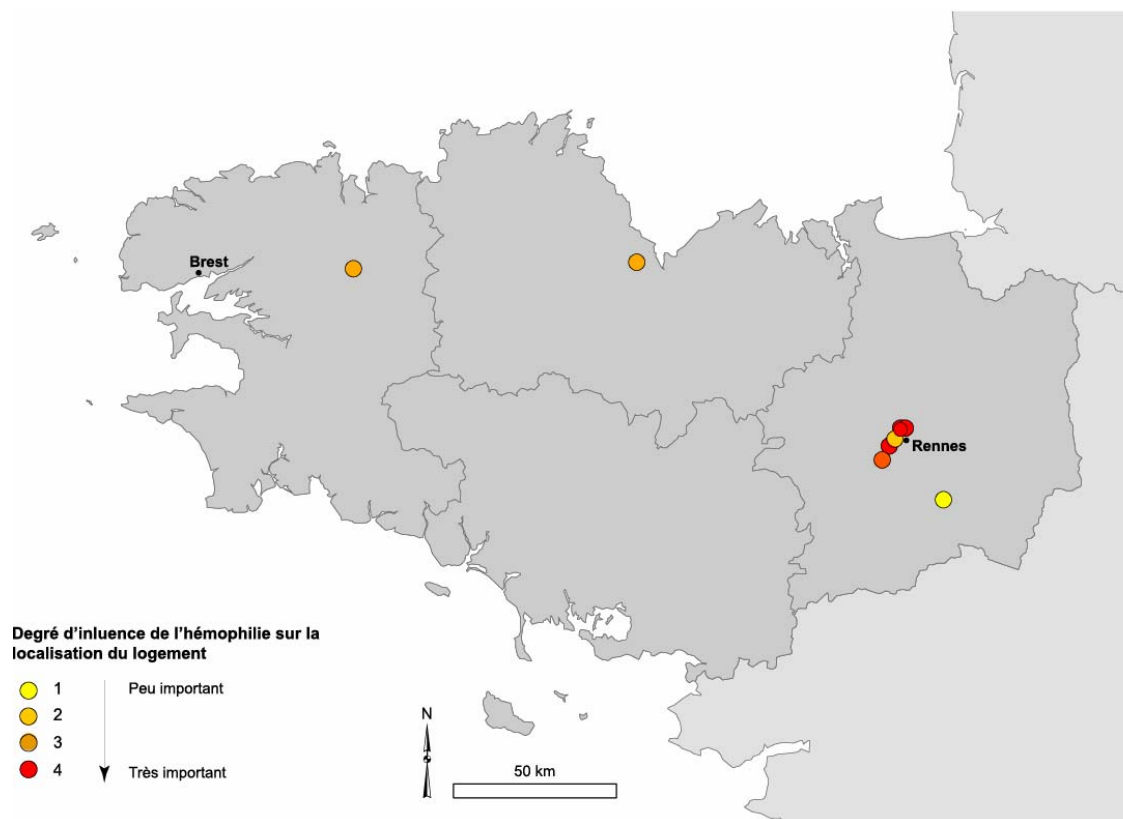 Brest
Rennes
Degré d'inluence de l'hémophilie sur la
localisation du logement
1 Peu important
2
3
4 Très important
N
50 km